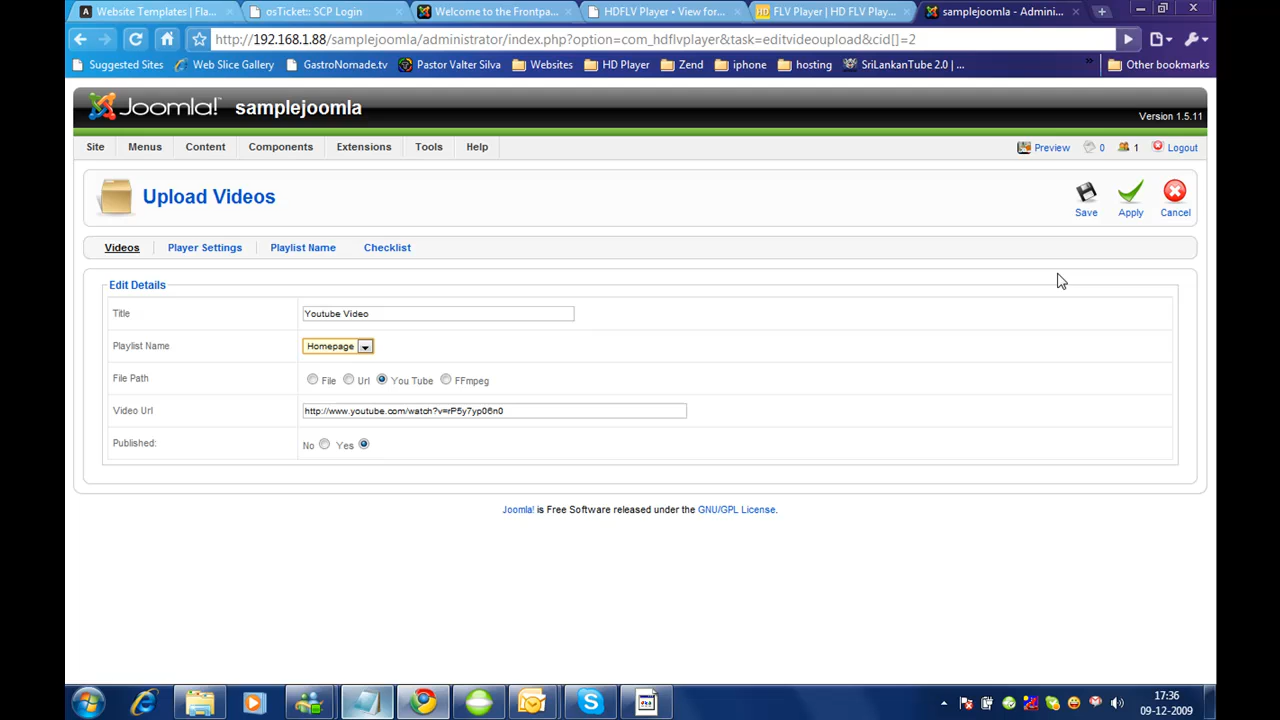 Website Templates | Fla...
osTicket:: SCP Login
Welcome to the Frontpa...
HDFLV Player • View for...
FLV Player | HD FLV Play...
samplejoomla - Admini...
http://192.168.1.88/samplejoomla/administrator/index.php?option=com_hdflvplayer&task=editvideoupload&cid[]=2
Suggested Sites Web Slice Gallery GastroNomade.tv Pastor Valter Silva Websites HD Player Zend iphone hosting SriLankanTube 2.0 | ... » Other bookmarks
Joomla! samplejoomla
Version 1.5.11
Site Menus Content Components Extensions Tools Help Preview 0 1 Logout
Upload Videos
Save Apply Cancel
Videos Player Settings Playlist Name Checklist
Edit Details
Title Youtube Video
Playlist Name Homepage
File Path File Url You Tube FFmpeg
Video Url http://www.youtube.com/watch?v=rP5y7yp06n0
Published: No Yes
Joomla! is Free Software released under the GNU/GPL License.
17:36
09-12-2009